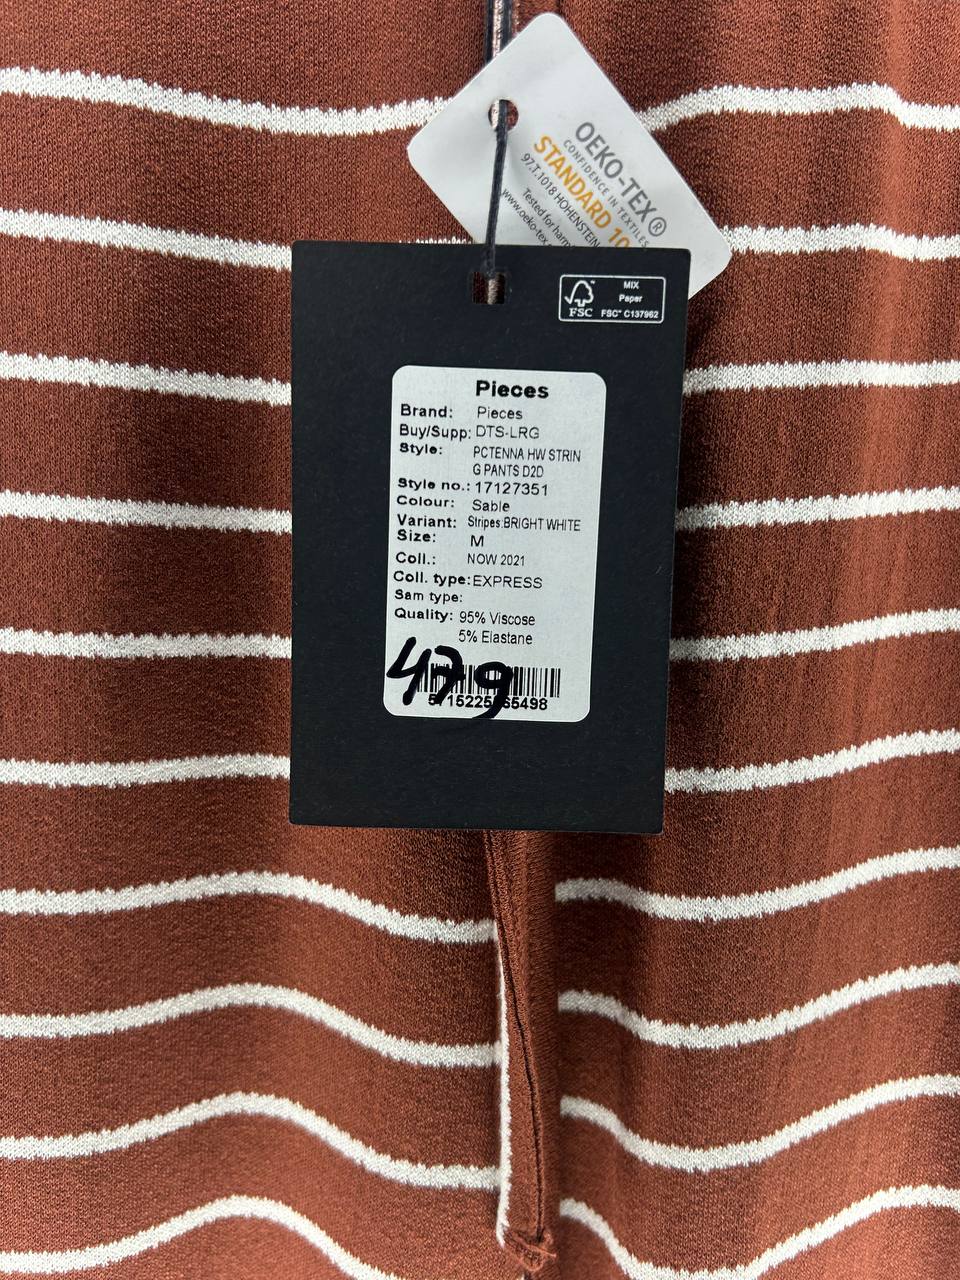 OEKO-TEX®
CONFIDENCE IN TEXTILES
STANDARD 10
97.T.1018 HOHENSTEIN
Tested for harm
www.oeko-tex
MIX
Paper
FSC FSC® C137962
Pieces
Brand: Pieces
Buy/Supp: DTS-LRG
Style: PCTENNA HW STRIN
G PANTS D2D
Style no.: 17127351
Colour: Sable
Variant: Stripes:BRIGHT WHITE
Size: M
Coll.: NOW 2021
Coll. type: EXPRESS
Sam type:
Quality: 95% Viscose
5% Elastane
479